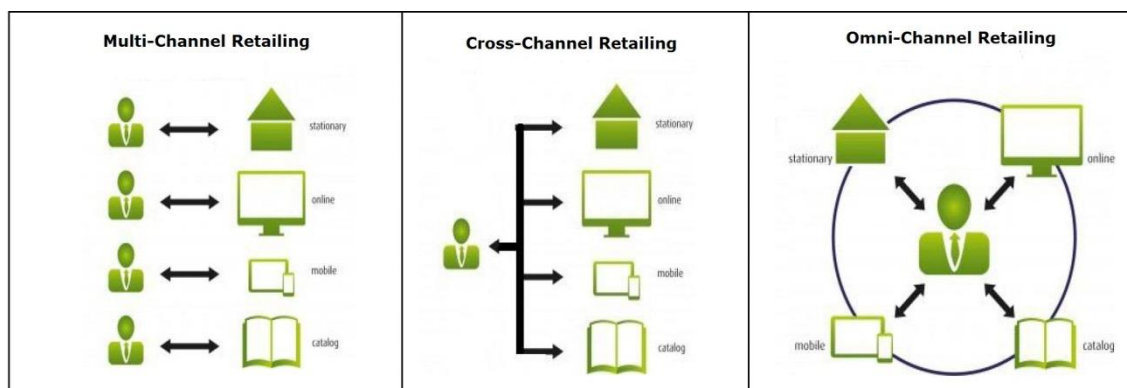 Multi-Channel Retailing
stationary
online
mobile
catalog
Cross-Channel Retailing
stationary
online
mobile
catalog
Omni-Channel Retailing
stationary
online
mobile
catalog